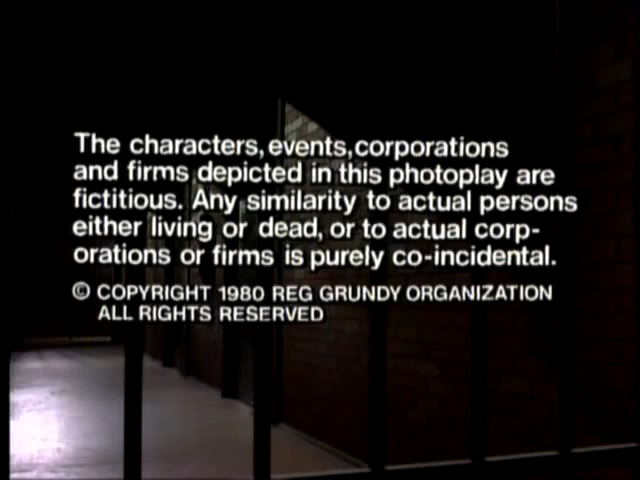 The characters, events, corporations
and firms depicted in this photoplay are
fictitious. Any similarity to actual persons
either living or dead, or to actual corp-
orations or firms is purely co-incidental.
© COPYRIGHT 1980 REG GRUNDY ORGANIZATION
ALL RIGHTS RESERVED